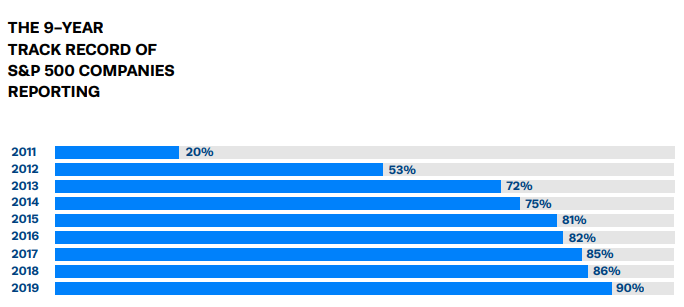 THE 9–YEAR
TRACK RECORD OF
S&P 500 COMPANIES
REPORTING
2011 20%
2012 53%
2013 72%
2014 75%
2015 81%
2016 82%
2017 85%
2018 86%
2019 90%